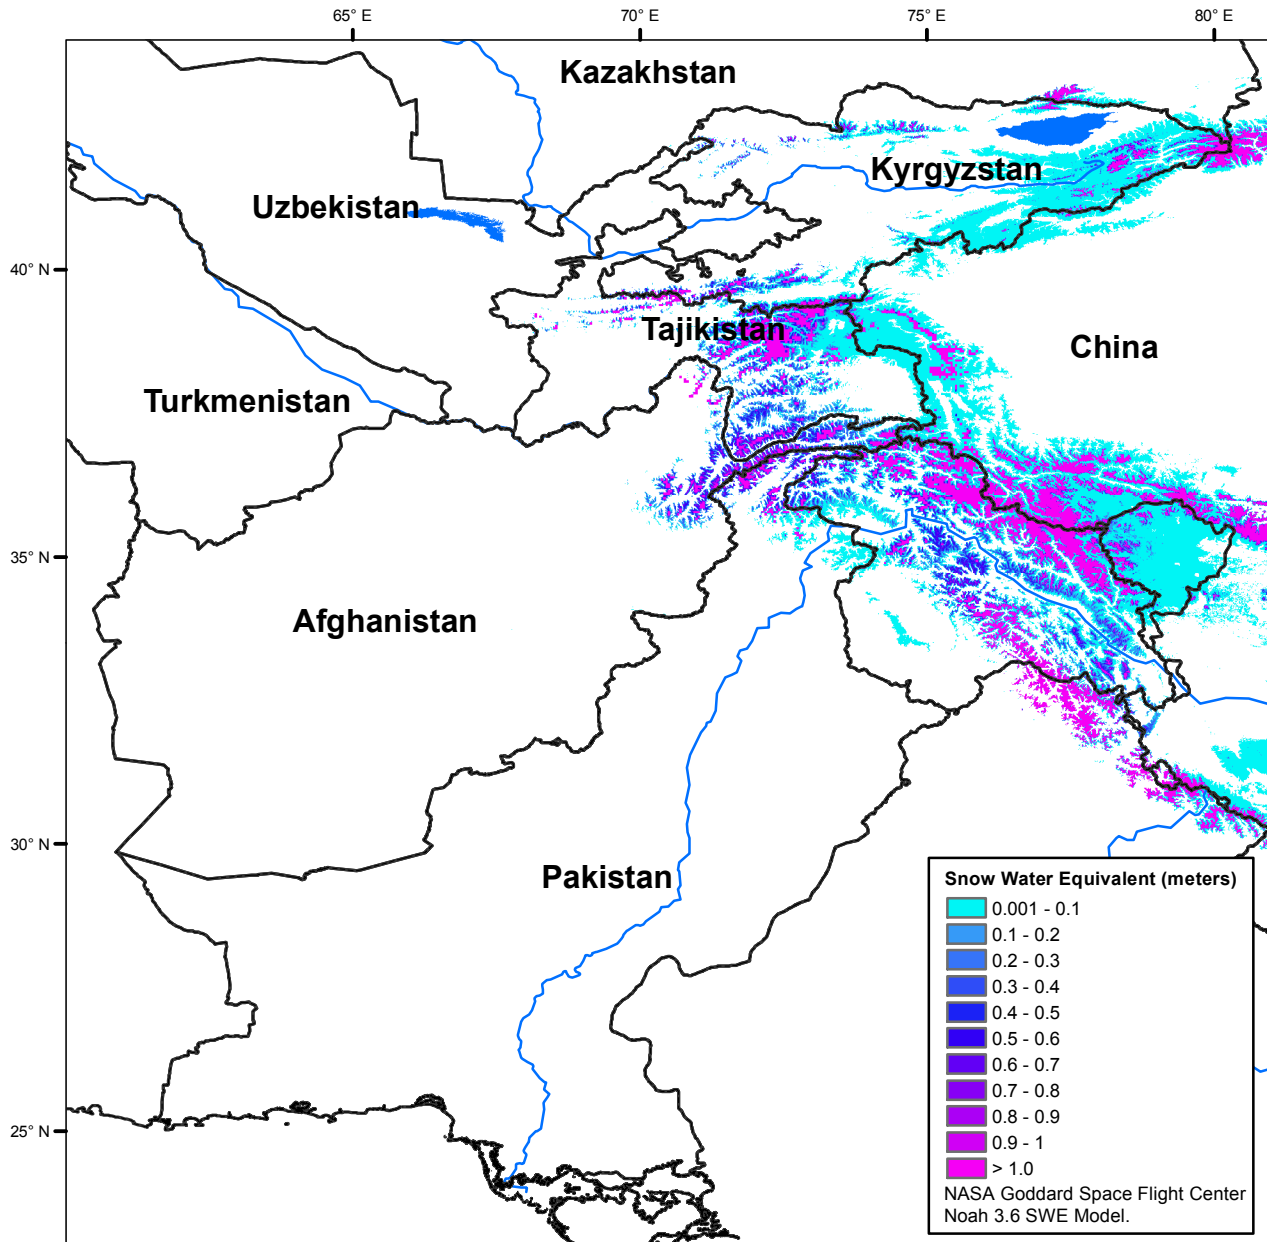 65° E
70° E
75° E
80° E
Kazakhstan
Kyrgyzstan
Uzbekistan
40° N
Tajikistan
China
Turkmenistan
35° N
Afghanistan
30° N
Pakistan
25° N
Snow Water Equivalent (meters)
0.001 - 0.1
0.1 - 0.2
0.2 - 0.3
0.3 - 0.4
0.4 - 0.5
0.5 - 0.6
0.6 - 0.7
0.7 - 0.8
0.8 - 0.9
0.9 - 1
> 1.0
NASA Goddard Space Flight Center
Noah 3.6 SWE Model.